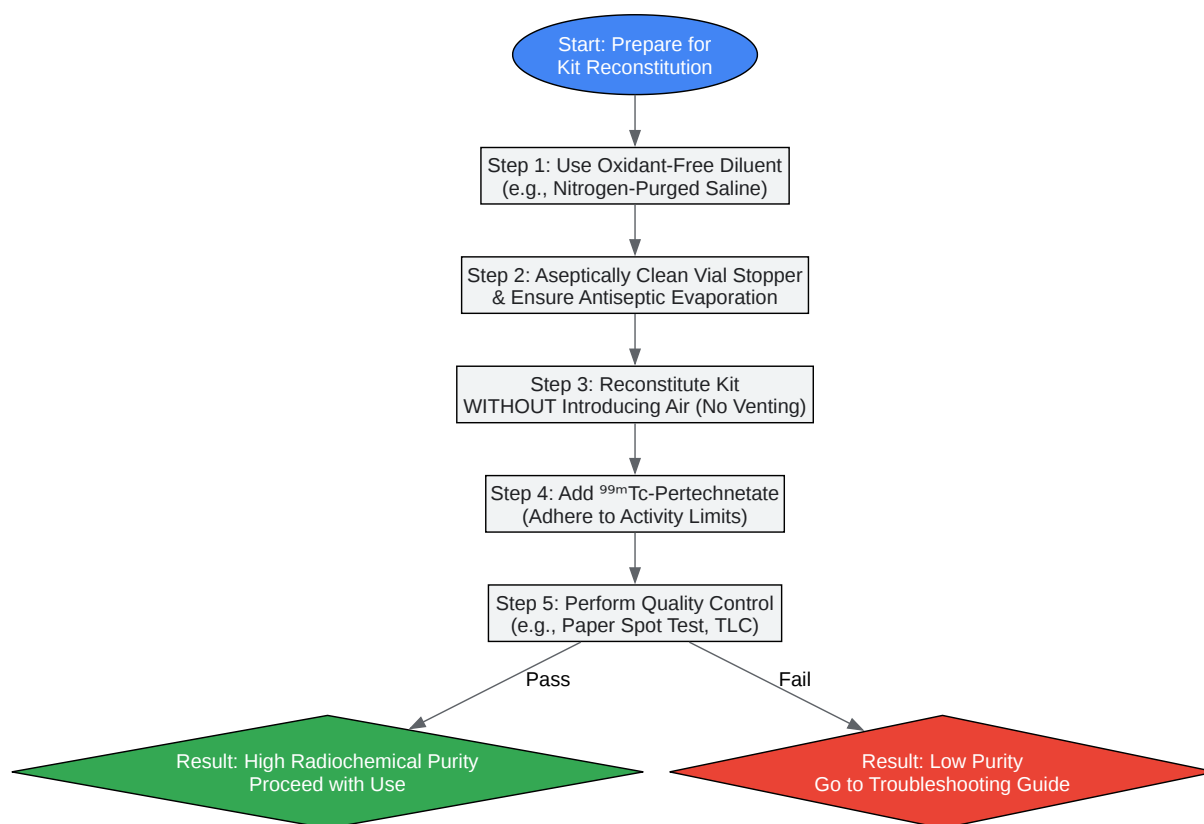 Start: Prepare for
Kit Reconstitution
Step 1: Use Oxidant-Free Diluent
(e.g., Nitrogen-Purged Saline)
Step 2: Aseptically Clean Vial Stopper
& Ensure Antiseptic Evaporation
Step 3: Reconstitute Kit
WITHOUT Introducing Air (No Venting)
Step 4: Add ⁹⁹ᵐTc-Pertechnetate
(Adhere to Activity Limits)
Step 5: Perform Quality Control
(e.g., Paper Spot Test, TLC)
Pass
Fail
Result: High Radiochemical Purity
Proceed with Use
Result: Low Purity
Go to Troubleshooting Guide